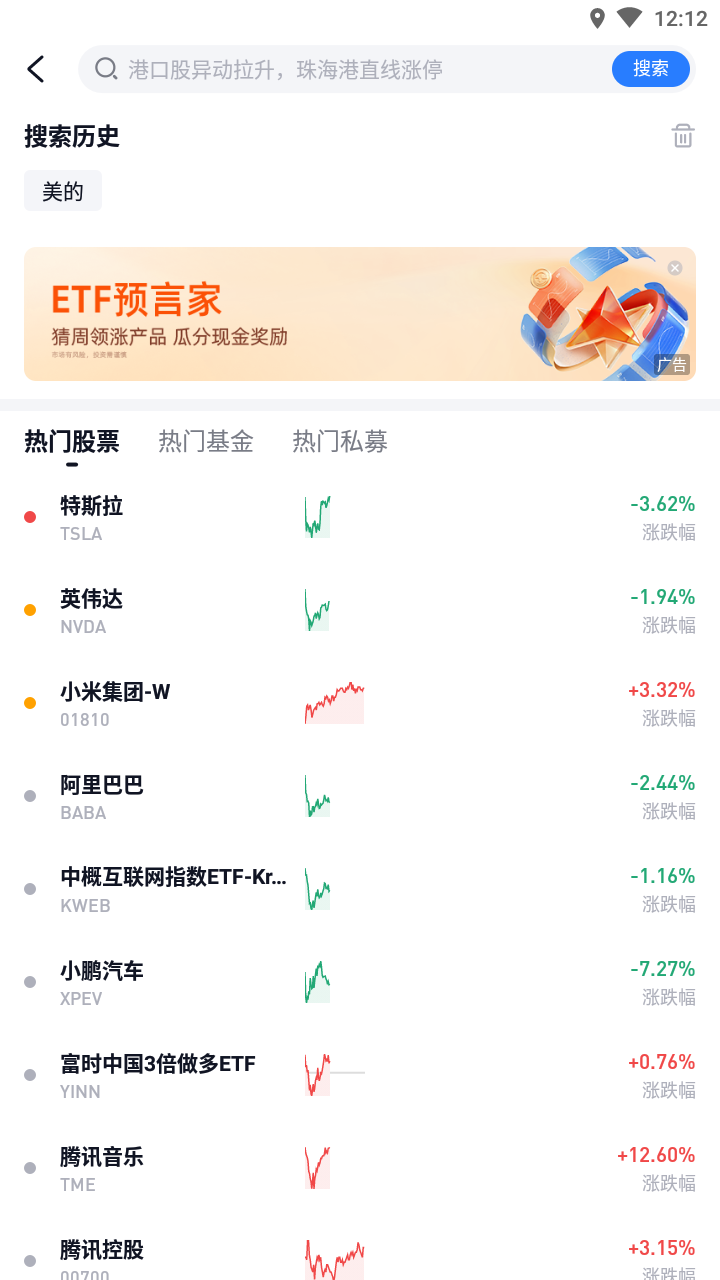 12:12
港口股异动拉升，珠海港直线涨停
搜索
搜索历史
美的
ETF预言家
猜周领涨产品 瓜分现金奖励
市场有风险，投资需谨慎
广告
热门股票 热门基金 热门私募
特斯拉 -3.62%
TSLA 涨跌幅
英伟达 -1.94%
NVDA 涨跌幅
小米集团-W +3.32%
01810 涨跌幅
阿里巴巴 -2.44%
BABA 涨跌幅
中概互联网指数ETF-Kr... -1.16%
KWEB 涨跌幅
小鹏汽车 -7.27%
XPEV 涨跌幅
富时中国3倍做多ETF +0.76%
YINN 涨跌幅
腾讯音乐 +12.60%
TME 涨跌幅
腾讯控股 +3.15%
00700 涨跌幅